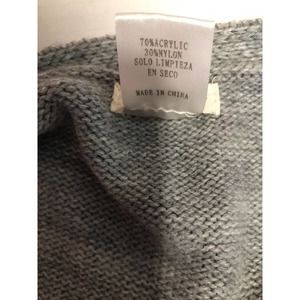 70%ACRYLIC
30%NYLON
SOLO LIMPIEZA
EN SECO
MADE IN CHINA